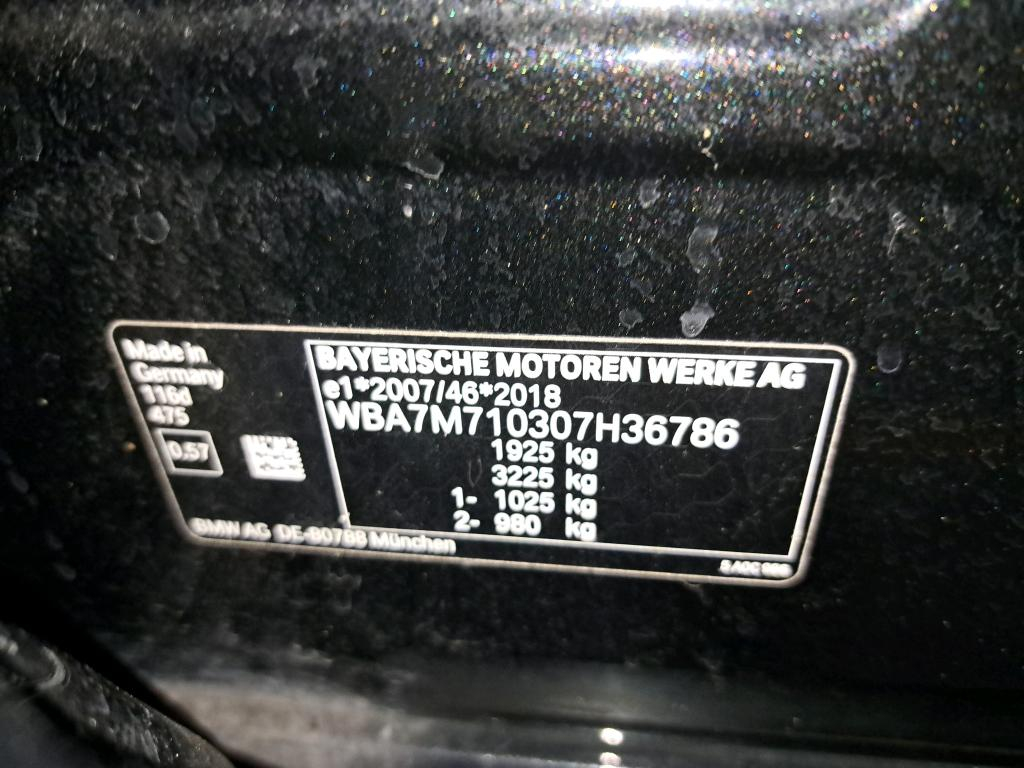 Made in
Germany
116d
475
0.57
BAYERISCHE MOTOREN WERKE AG
e1*2007/46*2018
WBA7M710307H36786
1925 kg
3225 kg
1- 1025 kg
2- 980 kg
BMW AG DE-80788 München